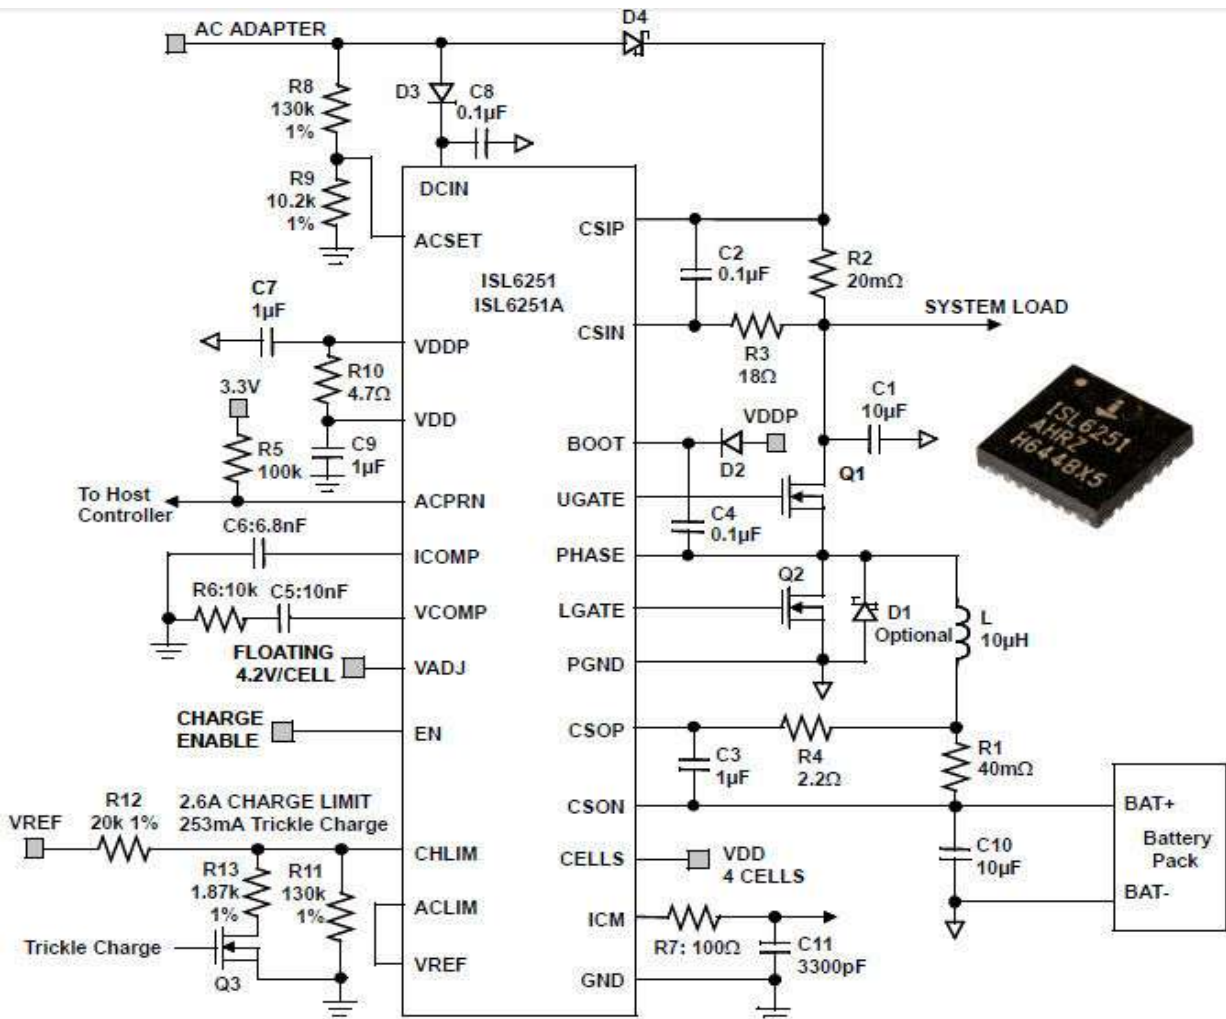 AC ADAPTER
D4
R8
130k
1%
D3
C8
0.1µF
R9
10.2k
1%
DCIN
ACSET
CSIP
C2
0.1µF
R2
20mΩ
ISL6251
ISL6251A
C7
1µF
CSIN
SYSTEM LOAD
R3
18Ω
VDDP
R10
4.7Ω
3.3V
VDD
R5
100k
C9
1µF
BOOT
VDDP
D2
C1
10µF
ISL6251
AHRZ
H6448X5
To Host
Controller
ACPRN
UGATE
Q1
C4
0.1µF
C6:6.8nF
ICOMP
PHASE
R6:10k
C5:10nF
VCOMP
LGATE
Q2
D1
Optional
L
10µH
FLOATING
4.2V/CELL
VADJ
PGND
CHARGE
ENABLE
EN
CSOP
C3
1µF
R4
2.2Ω
R1
40mΩ
R12
20k 1%
VREF
2.6A CHARGE LIMIT
253mA Trickle Charge
CSON
BAT+
Battery
Pack
BAT-
CHLIM
CELLS
VDD
4 CELLS
C10
10µF
R13
1.87k
1%
R11
130k
1%
ACLIM
ICM
R7: 100Ω
C11
3300pF
Trickle Charge
Q3
VREF
GND